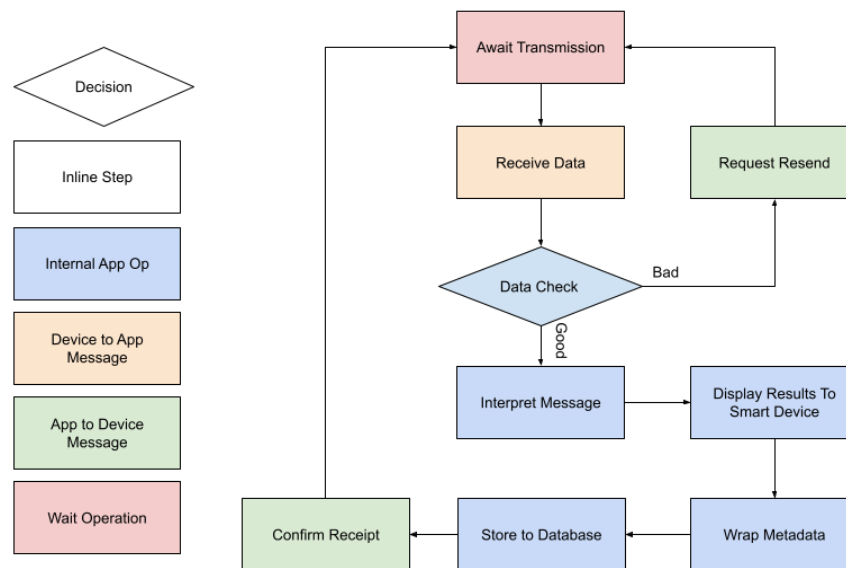 Decision
Inline Step
Internal App Op
Device to App
Message
App to Device
Message
Wait Operation
Await Transmission
Receive Data
Request Resend
Data Check
Bad
Good
Interpret Message
Display Results To
Smart Device
Confirm Receipt
Store to Database
Wrap Metadata